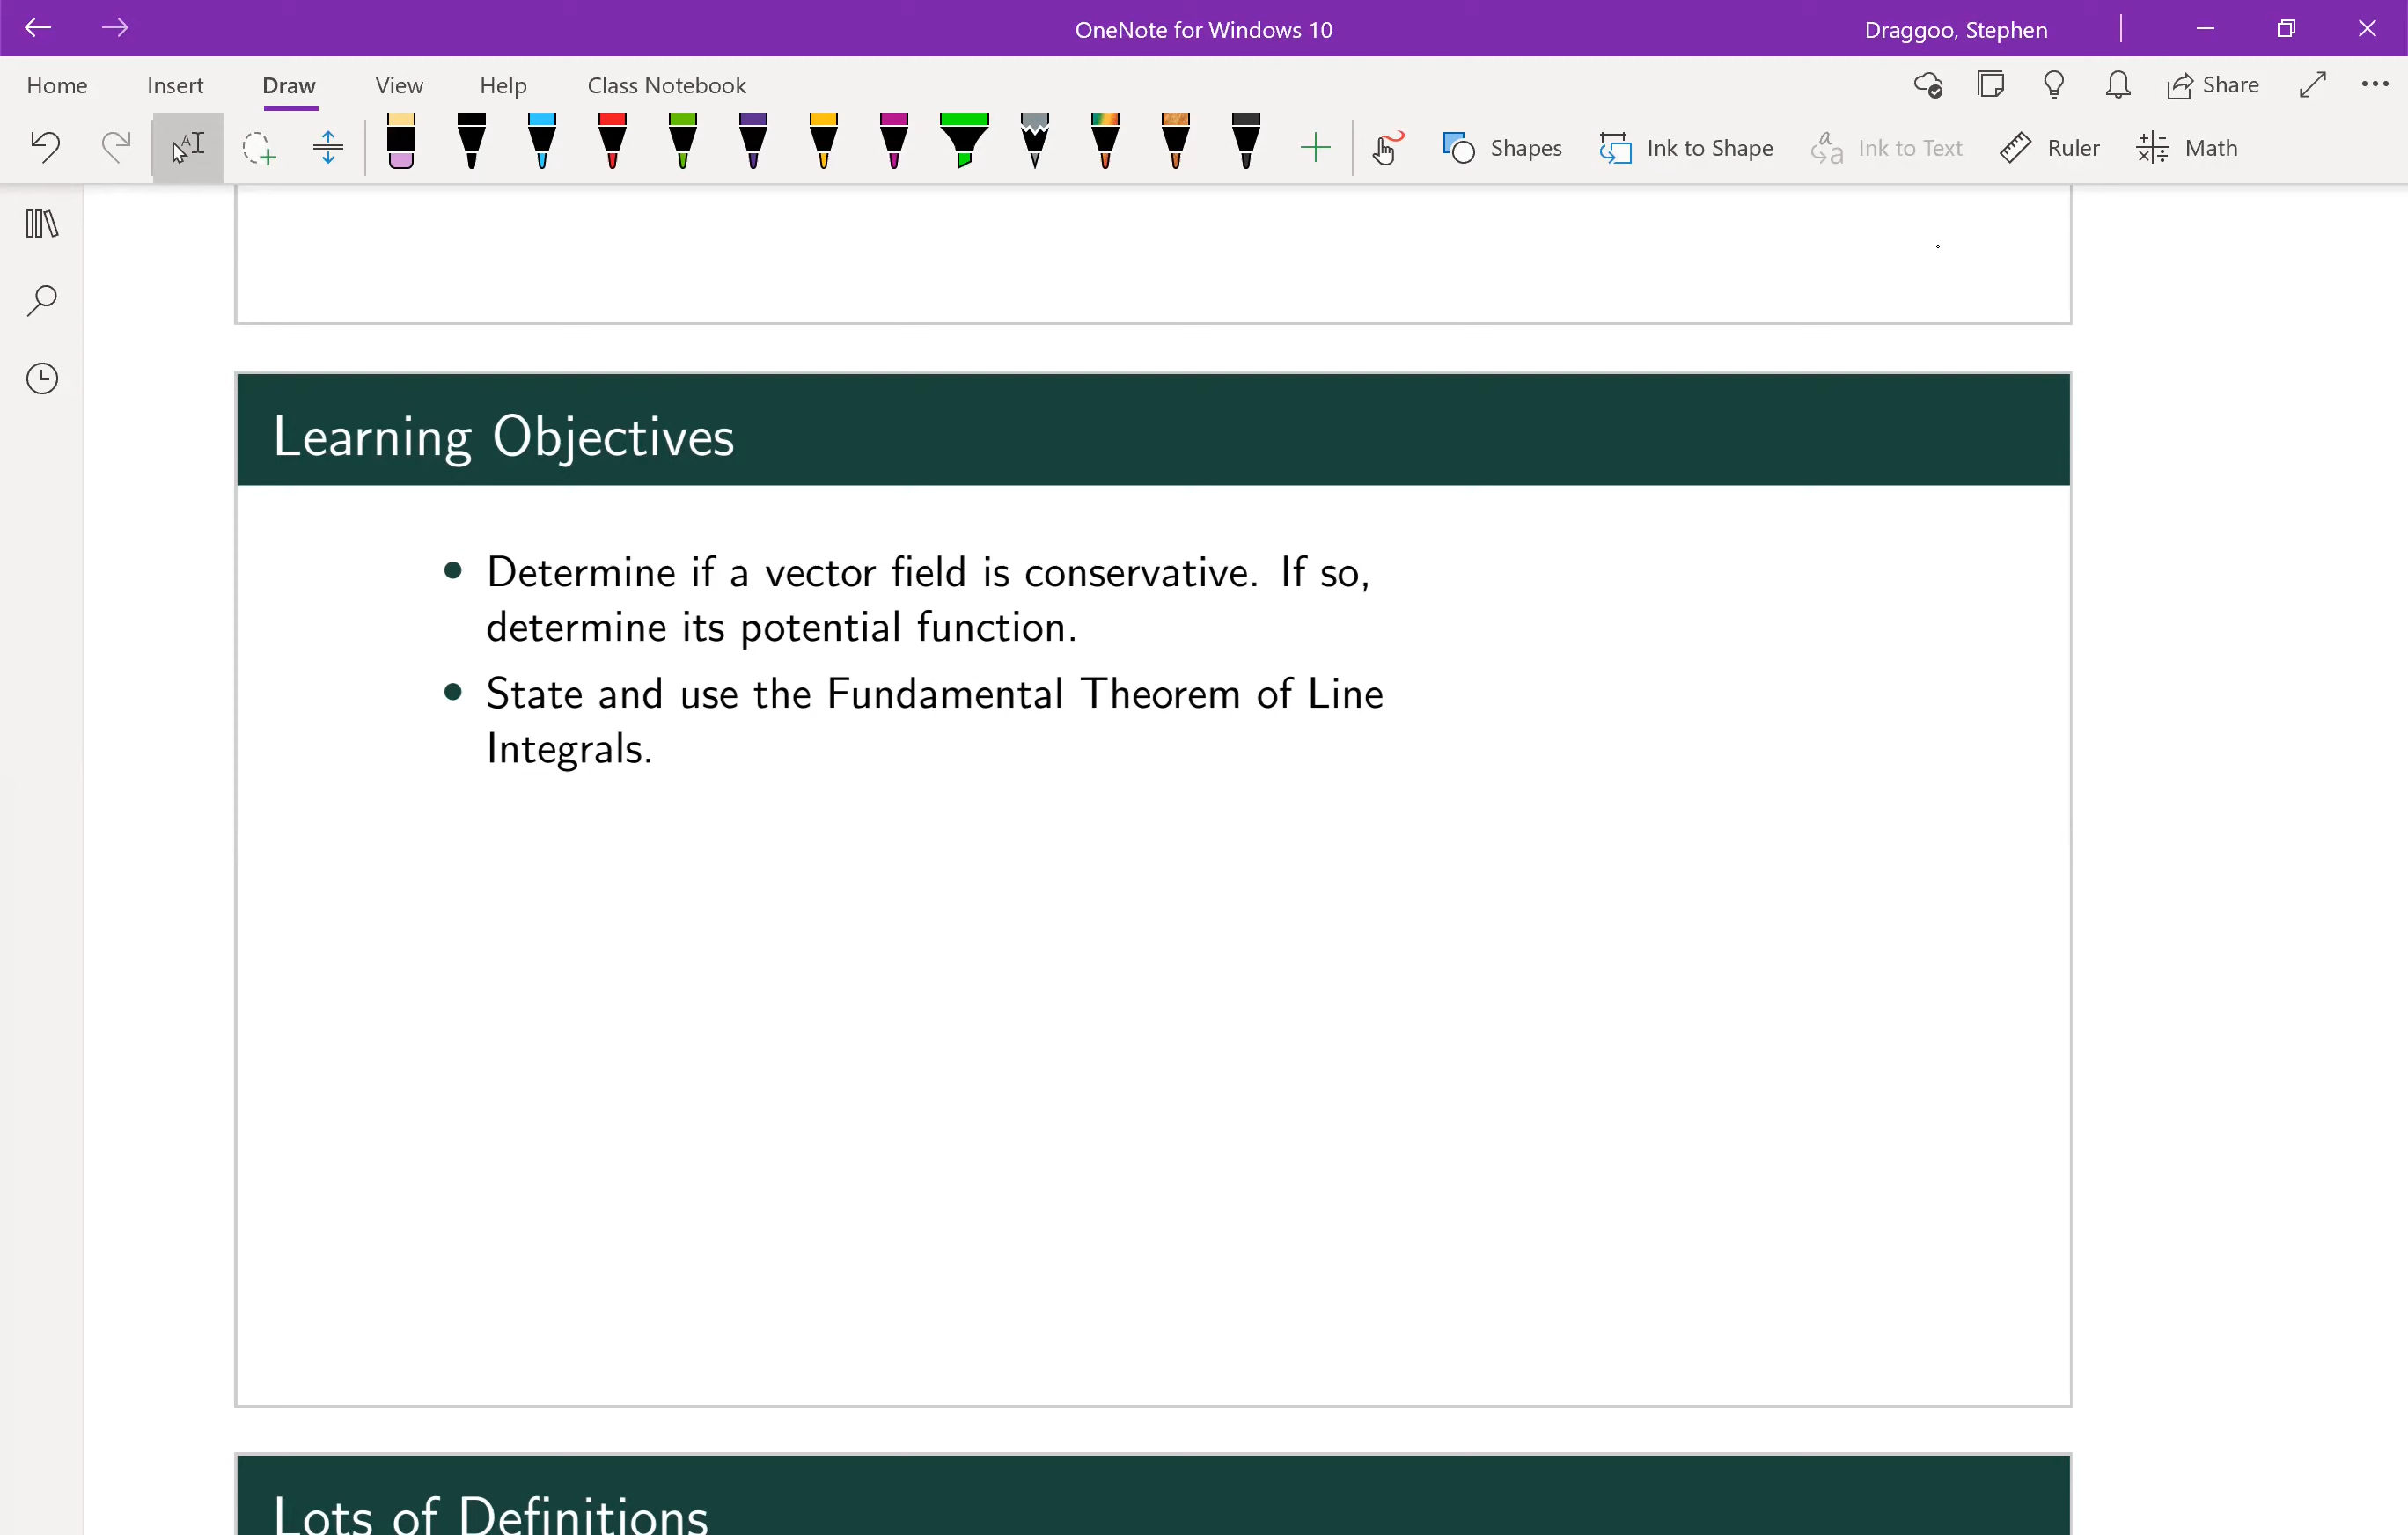 OneNote for Windows 10
Draggoo, Stephen
Home Insert Draw View Help Class Notebook
Share
Shapes Ink to Shape Ink to Text Ruler Math
Learning Objectives
• Determine if a vector field is conservative. If so,
determine its potential function.
• State and use the Fundamental Theorem of Line
Integrals.
Lots of Definitions